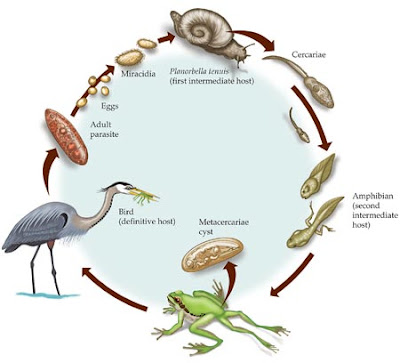 Miracidia
Planorbella tenuis
(first intermediate host)
Cercariae
Eggs
Adult
parasite
Amphibian
(second
intermediate
host)
Bird
(definitive host)
Metacercariae
cyst